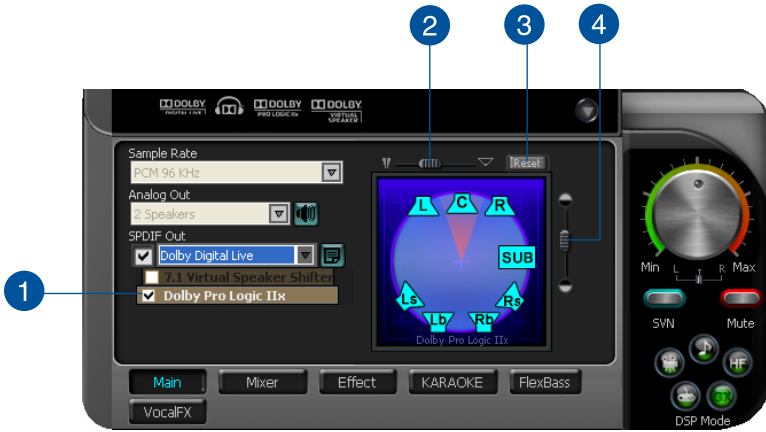 2 3 4
DOLBY DOLBY DOLBY
DIGITAL LIVE PRO LOGIC IIx VIRTUAL
SPEAKER
Sample Rate
PCM 96 KHz
Reset
Analog Out
2 Speakers
L C R
SPDIF Out
Dolby Digital Live
SUB
7.1 Virtual Speaker Shifter
1
Dolby Pro Logic IIx
Ls Rs
Lb Rb
Dolby Pro Logic IIx
Min L T R Max
SVN Mute
HF
GX
DSP Mode
Main Mixer Effect KARAOKE FlexBass
VocalFX